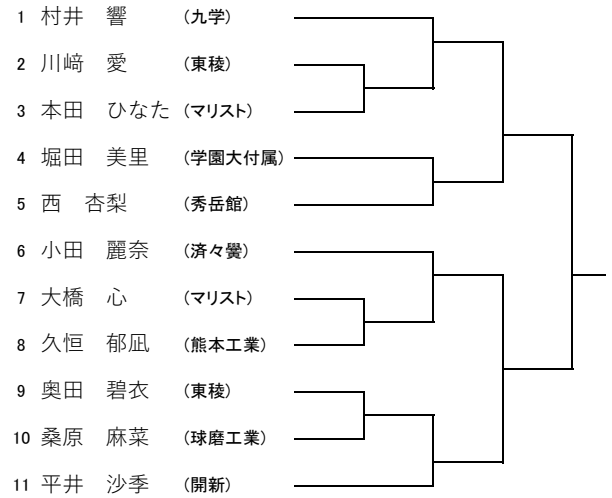 1 村井　響 (九学)
2 川﨑　愛 (東稜)
3 本田　ひなた (マリスト)
4 堀田　美里 (学園大付属)
5 西　杏梨 (秀岳館)
6 小田　麗奈 (済々黌)
7 大橋　心 (マリスト)
8 久恒　郁凪 (熊本工業)
9 奥田　碧衣 (東稜)
10 桑原　麻菜 (球磨工業)
11 平井　沙季 (開新)